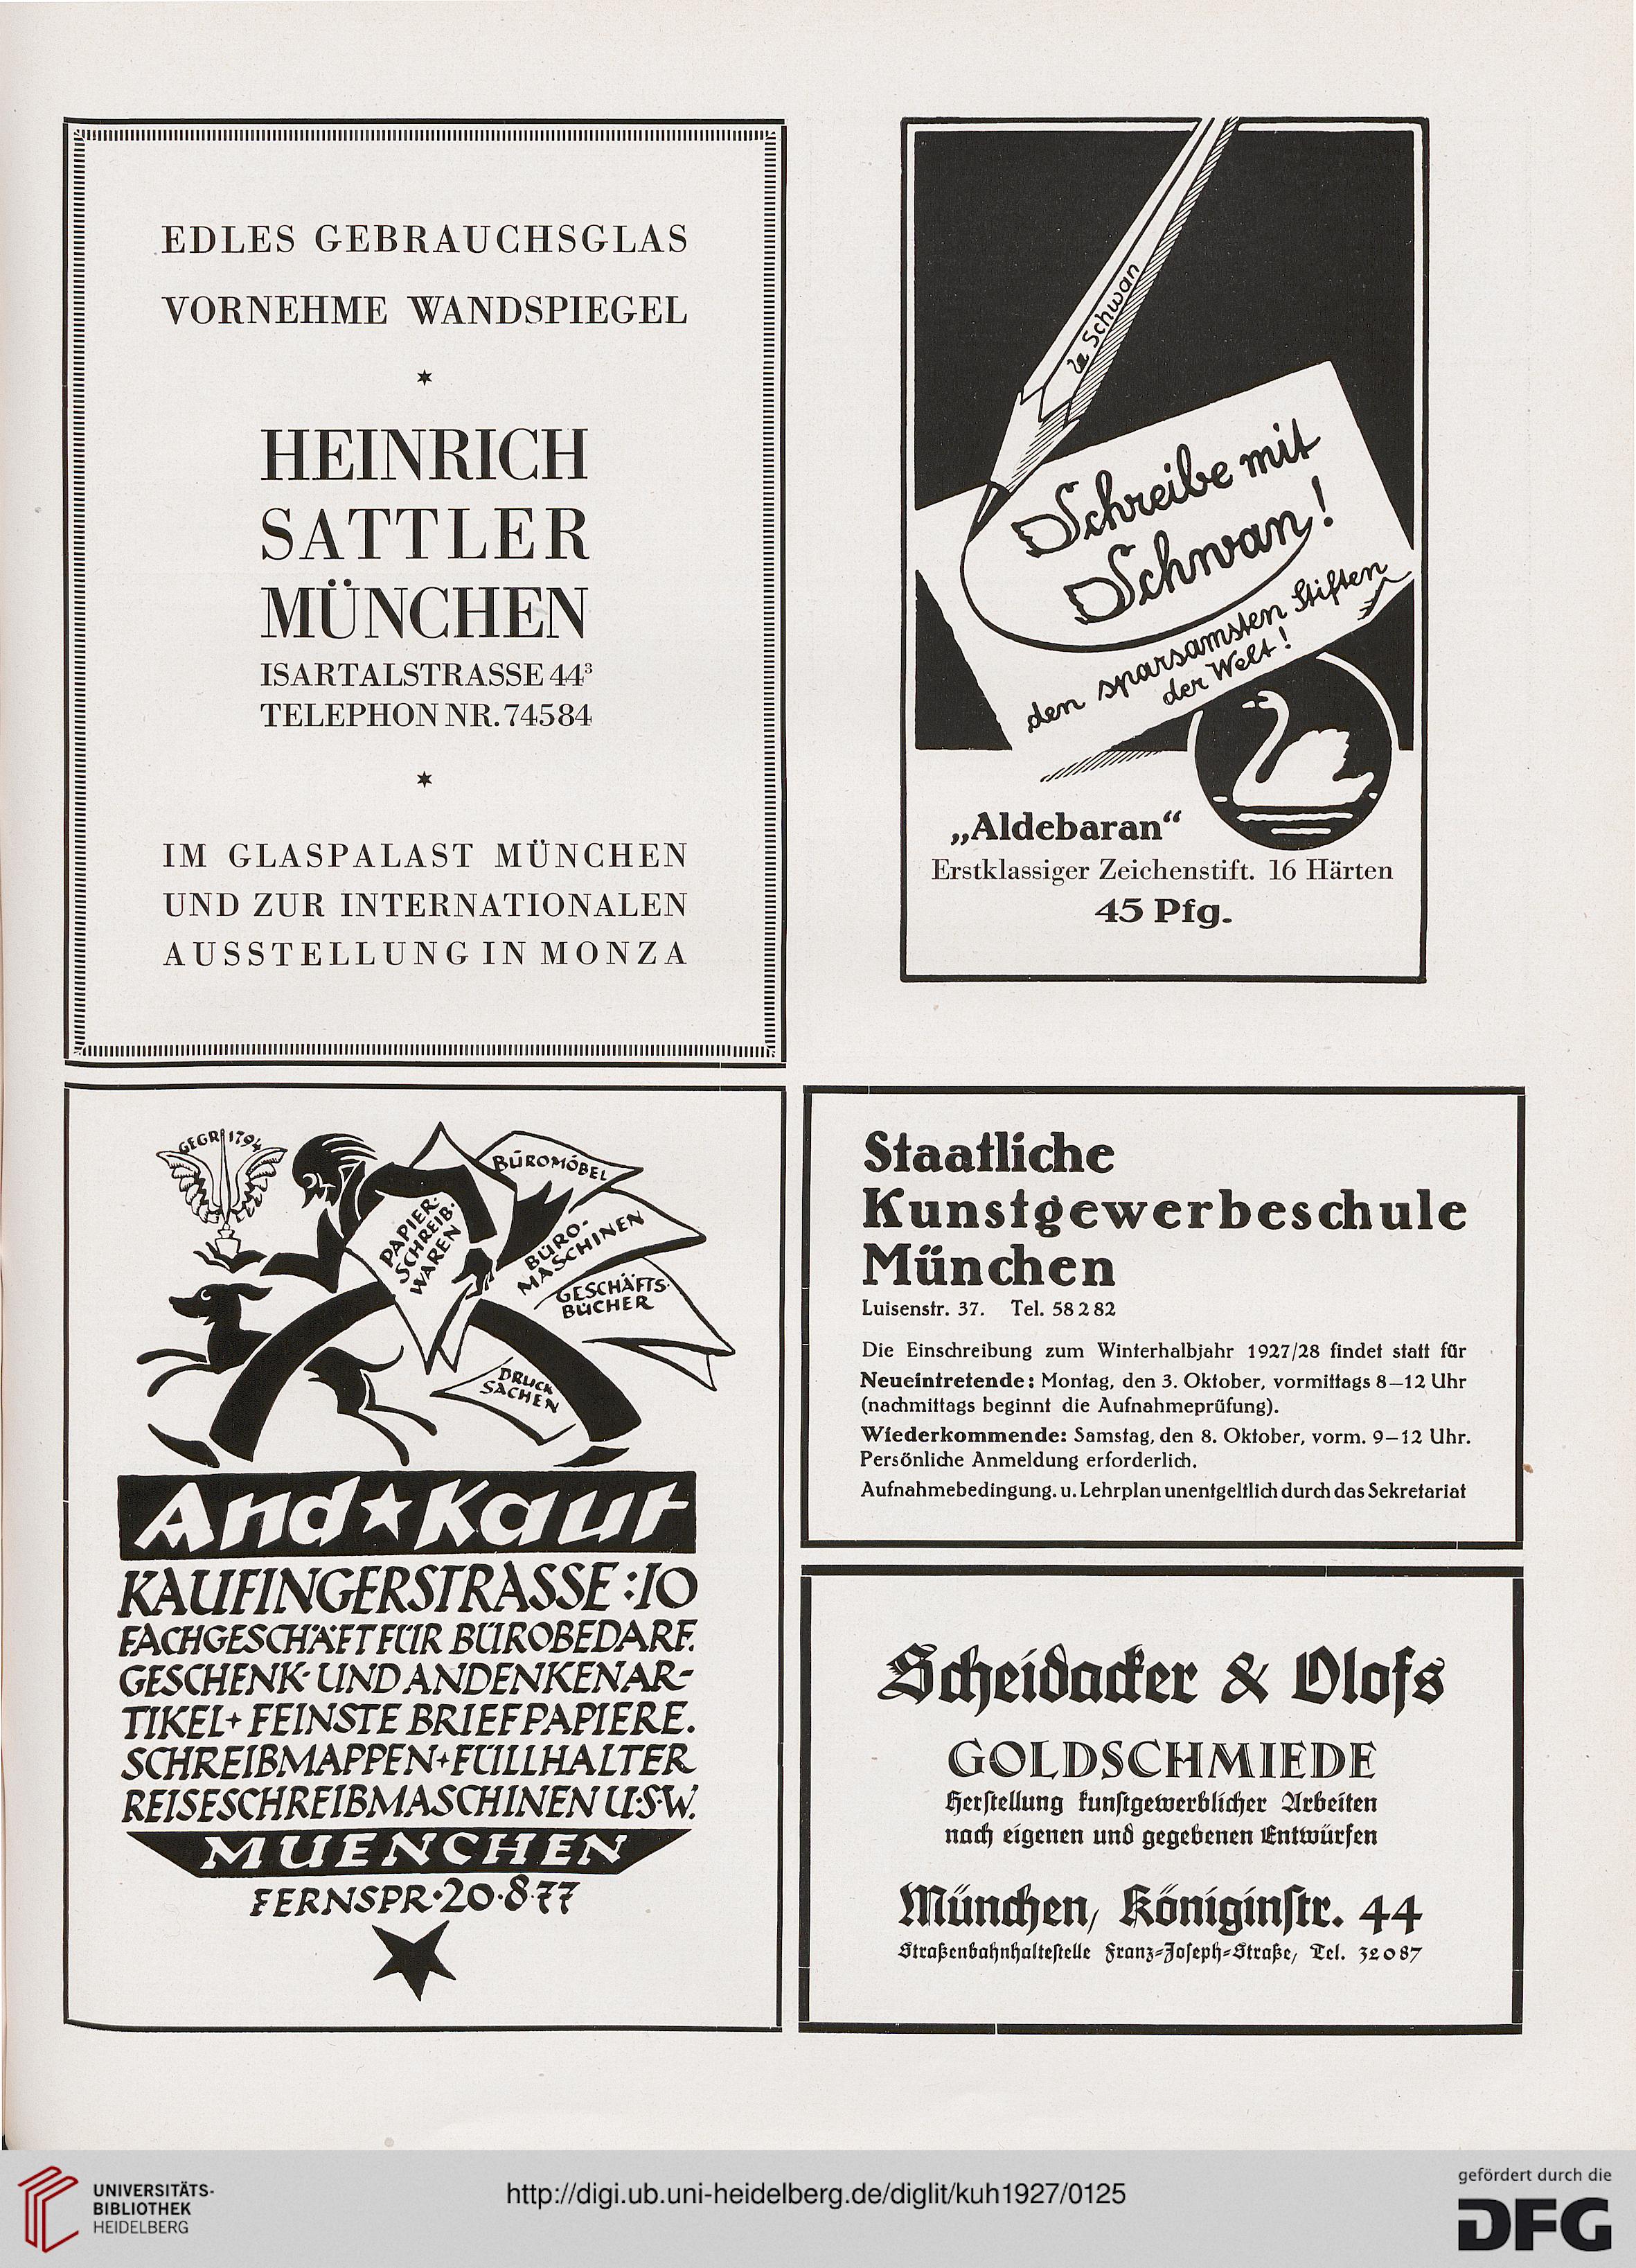 EDLES GEBRAUCHSGLAS
VORNEHME WANDSPIEGEL
*
HEINRICH
SATTLER
MÜNCHEN
ISARTALSTRASSE 44³
TELEPHON NR. 74584
*
IM GLASPALAST MÜNCHEN
UND ZUR INTERNATIONALEN
AUSSTELLUNG IN MONZA
Schwan
Schreibe mit
Schwan!
den sparsamsten Stiften
der Welt!
„Aldebaran“
Erstklassiger Zeichenstift. 16 Härten
45 Pfg.
GEGR 1794
BÜROMÖBEL
PAPIER-
SCHREIB-
WAREN
BÜRO-
MASCHINEN
GESCHÄFTS-
BÜCHER
DRUCK
SACHEN
And★Kaut
KAUFINGERSTRASSE:10
FACHGESCHÄFT FÜR BÜROBEDARF.
GESCHENK- UND ANDENKENAR-
TIKEL+ FEINSTE BRIEFPAPIERE.
SCHREIBMAPPEN+FÜLLHALTER
REISESCHREIBMASCHINEN U·S·W.
MUENCHEN
FERNSPR·20·8·77
Staatliche
Kunstgewerbeschule
München
Luisenstr. 37. Tel. 58 2 82
Die Einschreibung zum Winterhalbjahr 1927/28 findet statt für
Neueintretende: Montag, den 3. Oktober, vormittags 8—12 Uhr
(nachmittags beginnt die Aufnahmeprüfung).
Wiederkommende: Samstag, den 8. Oktober, vorm. 9—12 Uhr.
Persönliche Anmeldung erforderlich.
Aufnahmebedingung. u. Lehrplan unentgeltlich durch das Sekretariat
Scheidacker & Olofs
GOLDSCHMIEDE
Herstellung kunstgewerblicher Arbeiten
nach eigenen und gegebenen Entwürfen
München, Königinstr. 44
Straßenbahnhaltestelle Franz-Joseph-Straße, Tel. 32087
UNIVERSITÄTS-
BIBLIOTHEK
HEIDELBERG
http://digi.ub.uni-heidelberg.de/diglit/kuh1927/0125
gefördert durch die
DFG